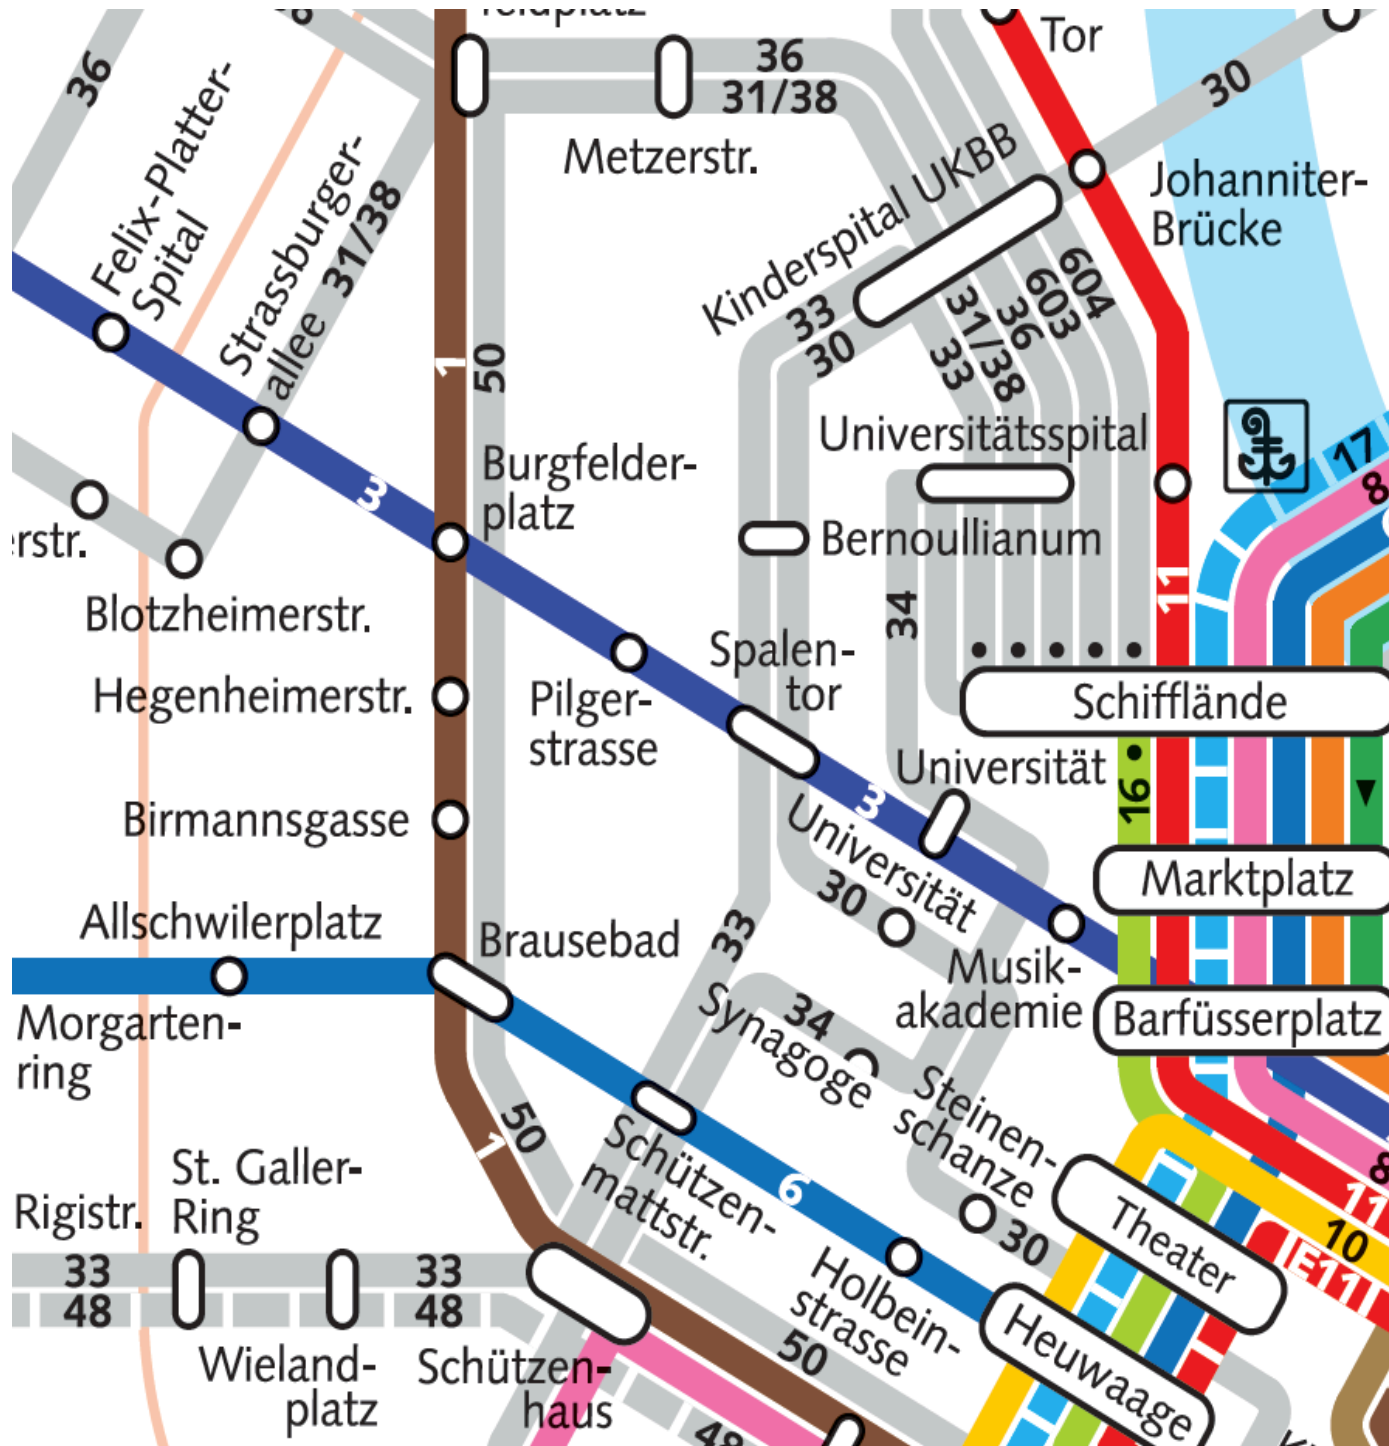 36
Tor
30
36
31/38
Metzerstr.
Felix-Platter-
Spital
Strassburger-
allee
31/38
Kinderspital UKBB
Johanniter-
Brücke
33
30
33
31/38
36
603
604
1
50
3
Universitätsspital
17
8
Burgfelder-
platz
Bernoullianum
Blotzheimerstr.
34
11
Spalen-
tor
Hegenheimerstr.
Pilger-
strasse
Schifflände
Universität
16
3
Birmannsgasse
Universität
30
Marktplatz
Allschwilerplatz
Brausebad
33
Musik-
akademie
Morgarten-
ring
34
Synagoge
Barfüsserplatz
50
1
Steinen-
schanze
Schützen-
mattstr.
6
8
11
St. Galler-
Ring
Rigistr.
30
Theater
10
E11
33
33
48
48
Holbein-
strasse
Heuwaage
50
Wieland-
platz
Schützen-
haus
48